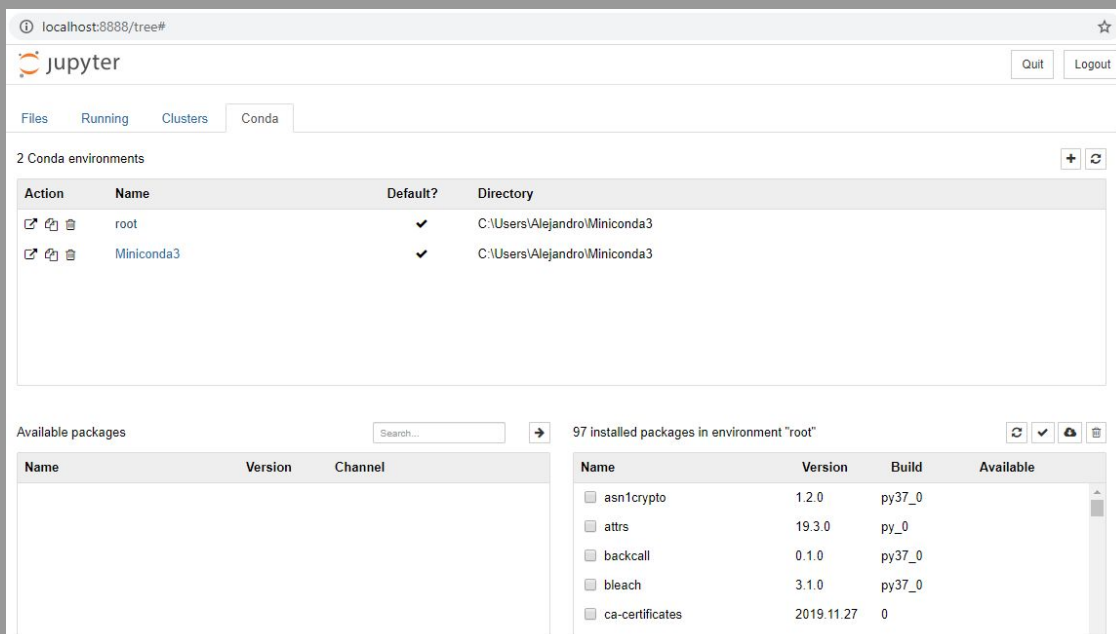 localhost:8888/tree#
jupyter
Quit Logout
Files Running Clusters Conda
2 Conda environments
Action Name Default? Directory
root C:\Users\Alejandro\Miniconda3
Miniconda3 C:\Users\Alejandro\Miniconda3
Available packages Search... 97 installed packages in environment "root"
Name Version Channel
Name Version Build Available
asn1crypto 1.2.0 py37_0
attrs 19.3.0 py_0
backcall 0.1.0 py37_0
bleach 3.1.0 py37_0
ca-certificates 2019.11.27 0